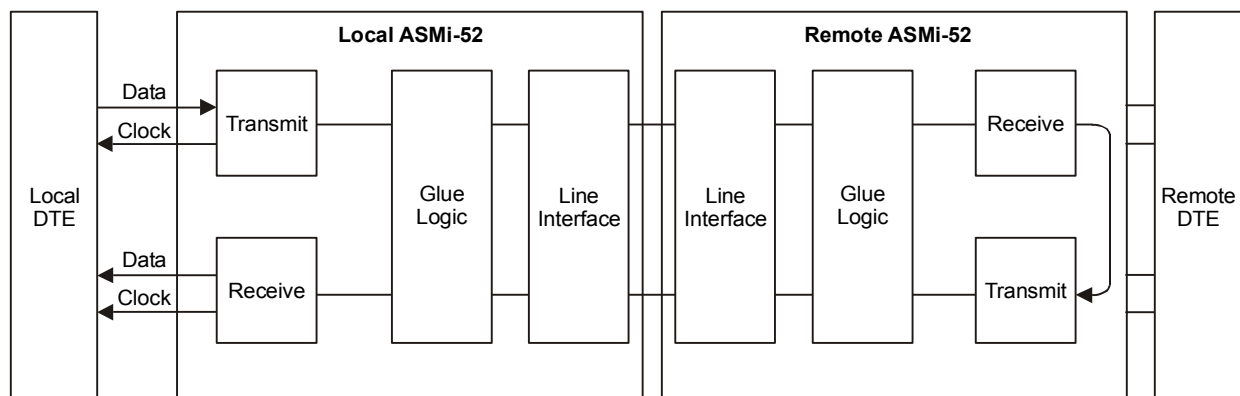 Local ASMi-52
Remote ASMi-52
Data
Clock
Transmit
Receive
Local
DTE
Glue
Logic
Line
Interface
Line
Interface
Glue
Logic
Remote
DTE
Data
Clock
Receive
Transmit